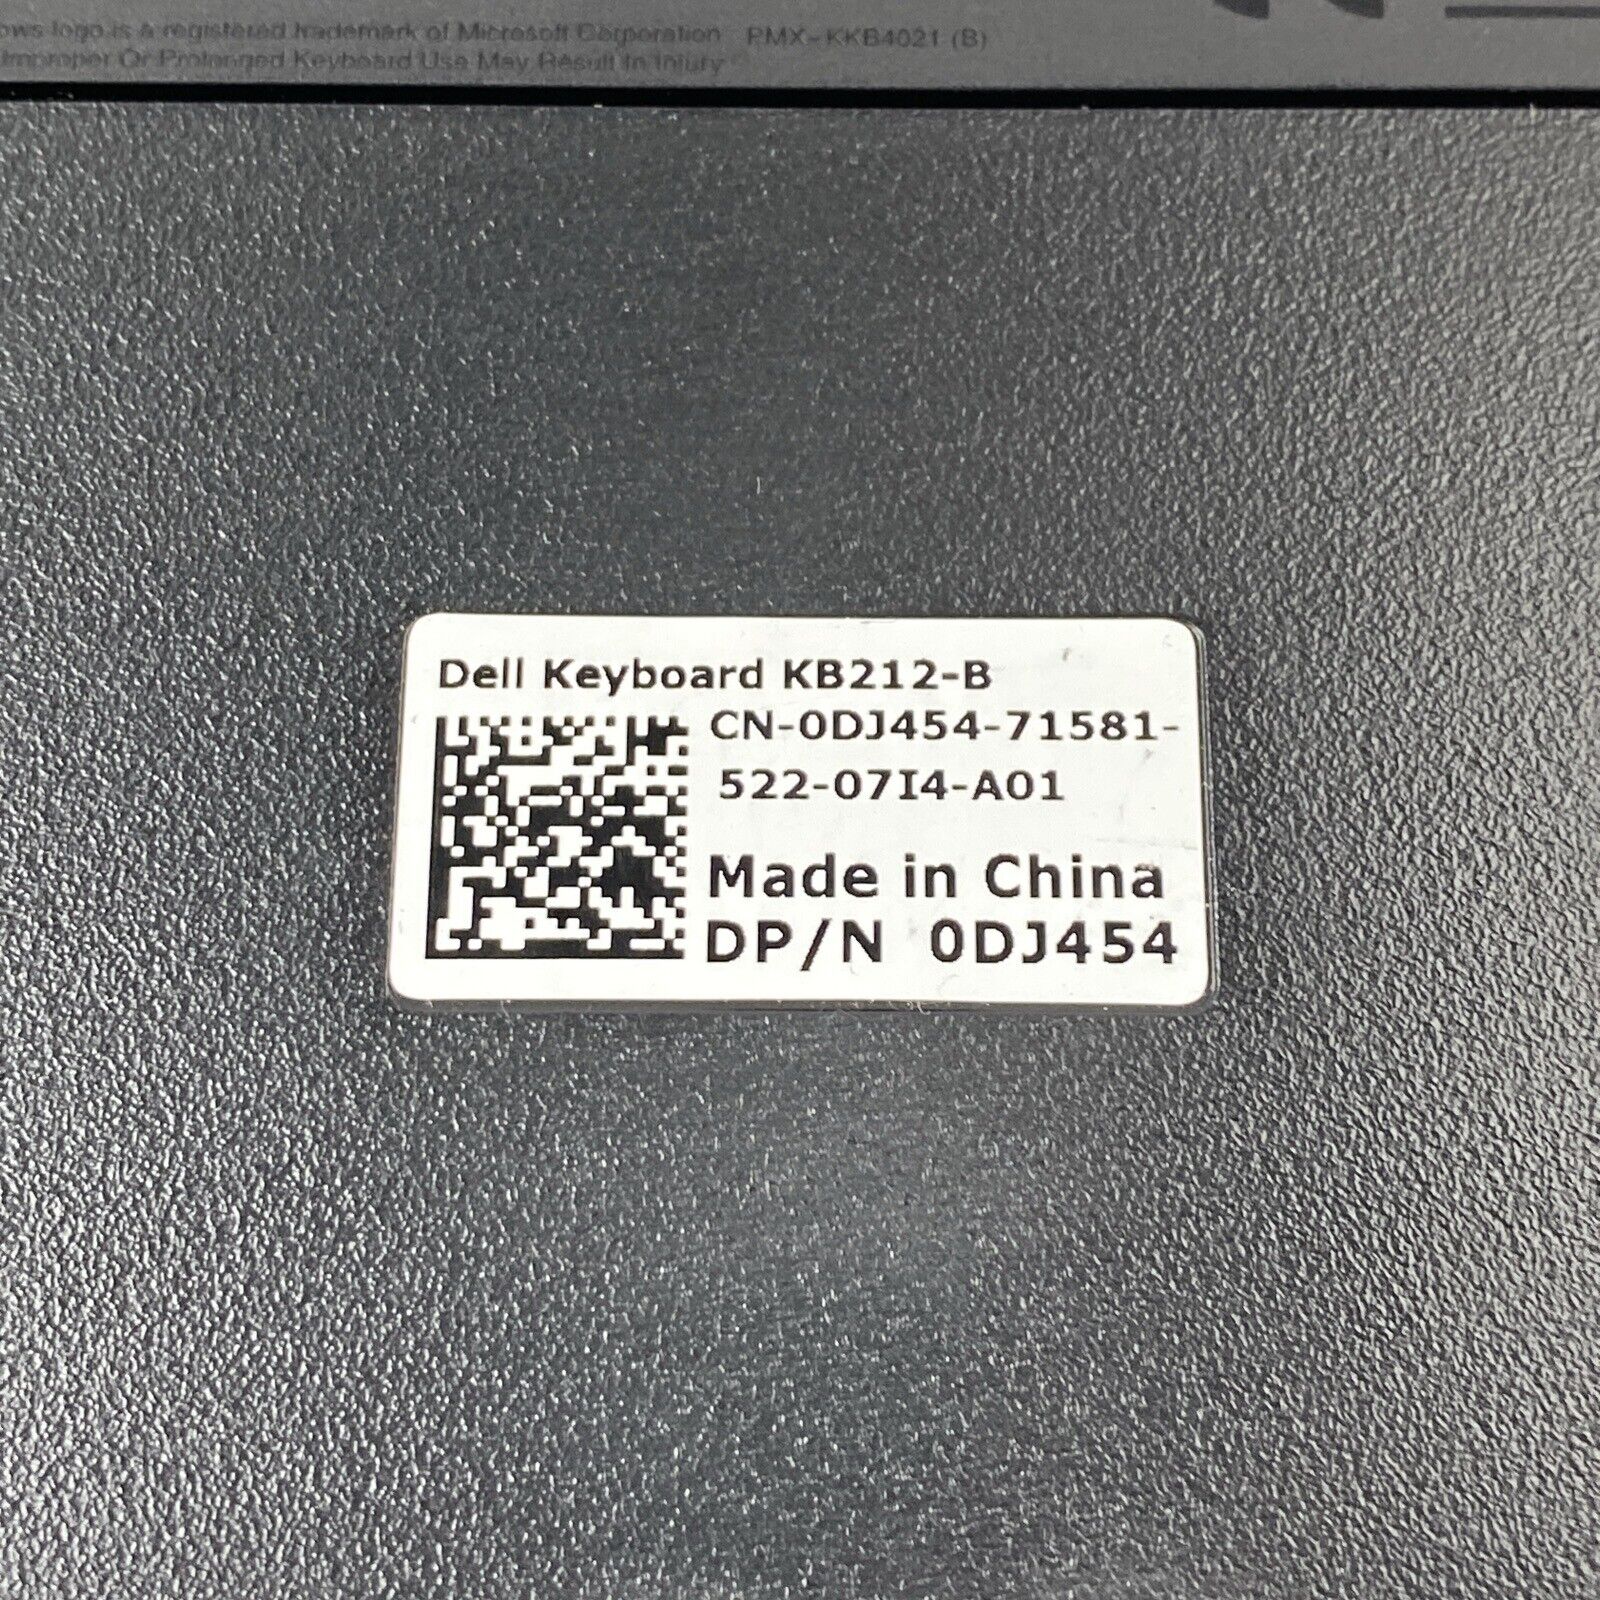 ows logo is a registered trademark of Microsoft Corporation PMX-KKB4021 (B)
Improper Or Prolonged Keyboard Use May Result In Injury
Dell Keyboard KB212-B
CN-0DJ454-71581-
522-07I4-A01
Made in China
DP/N 0DJ454